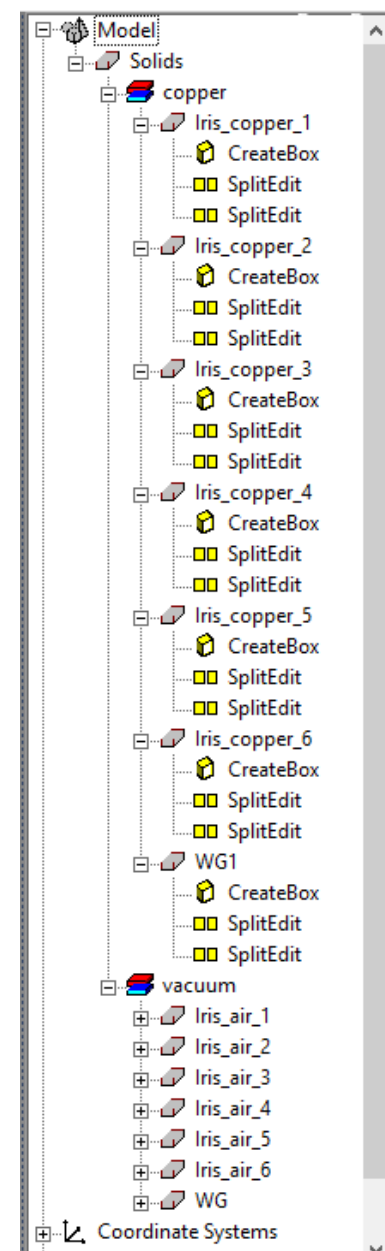 Model
Solids
copper
Iris_copper_1
CreateBox
SplitEdit
SplitEdit
Iris_copper_2
CreateBox
SplitEdit
SplitEdit
Iris_copper_3
CreateBox
SplitEdit
SplitEdit
Iris_copper_4
CreateBox
SplitEdit
SplitEdit
Iris_copper_5
CreateBox
SplitEdit
SplitEdit
Iris_copper_6
CreateBox
SplitEdit
SplitEdit
WG1
CreateBox
SplitEdit
SplitEdit
vacuum
Iris_air_1
Iris_air_2
Iris_air_3
Iris_air_4
Iris_air_5
Iris_air_6
WG
Coordinate Systems